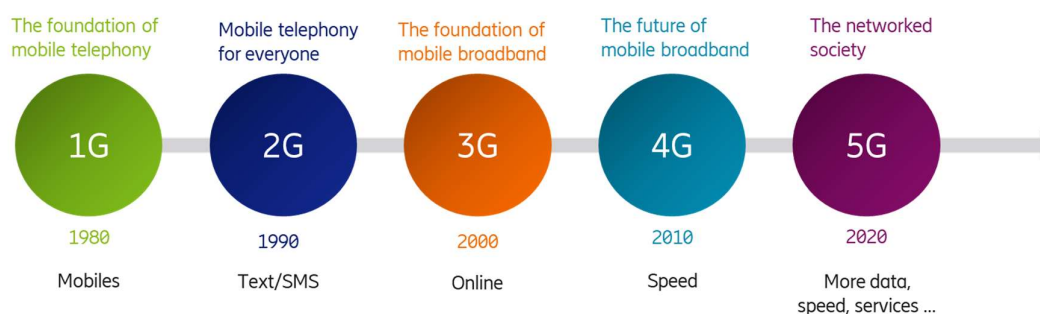 The foundation of
mobile telephony
Mobile telephony
for everyone
The foundation of
mobile broadband
The future of
mobile broadband
The networked
society
1G
2G
3G
4G
5G
1980
1990
2000
2010
2020
Mobiles
Text/SMS
Online
Speed
More data,
speed, services ...